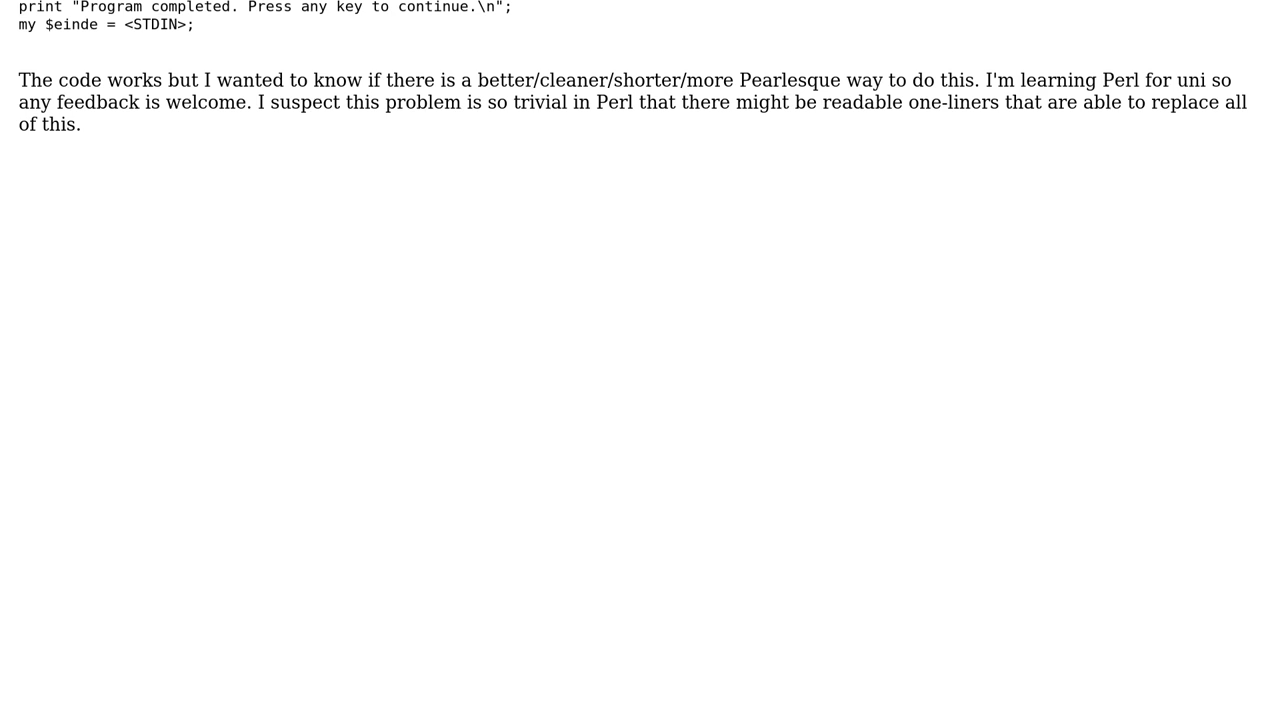 print "Program completed. Press any key to continue.\n";
my $einde = <STDIN>;
The code works but I wanted to know if there is a better/cleaner/shorter/more Pearlesque way to do this. I'm learning Perl for uni so
any feedback is welcome. I suspect this problem is so trivial in Perl that there might be readable one-liners that are able to replace all
of this.